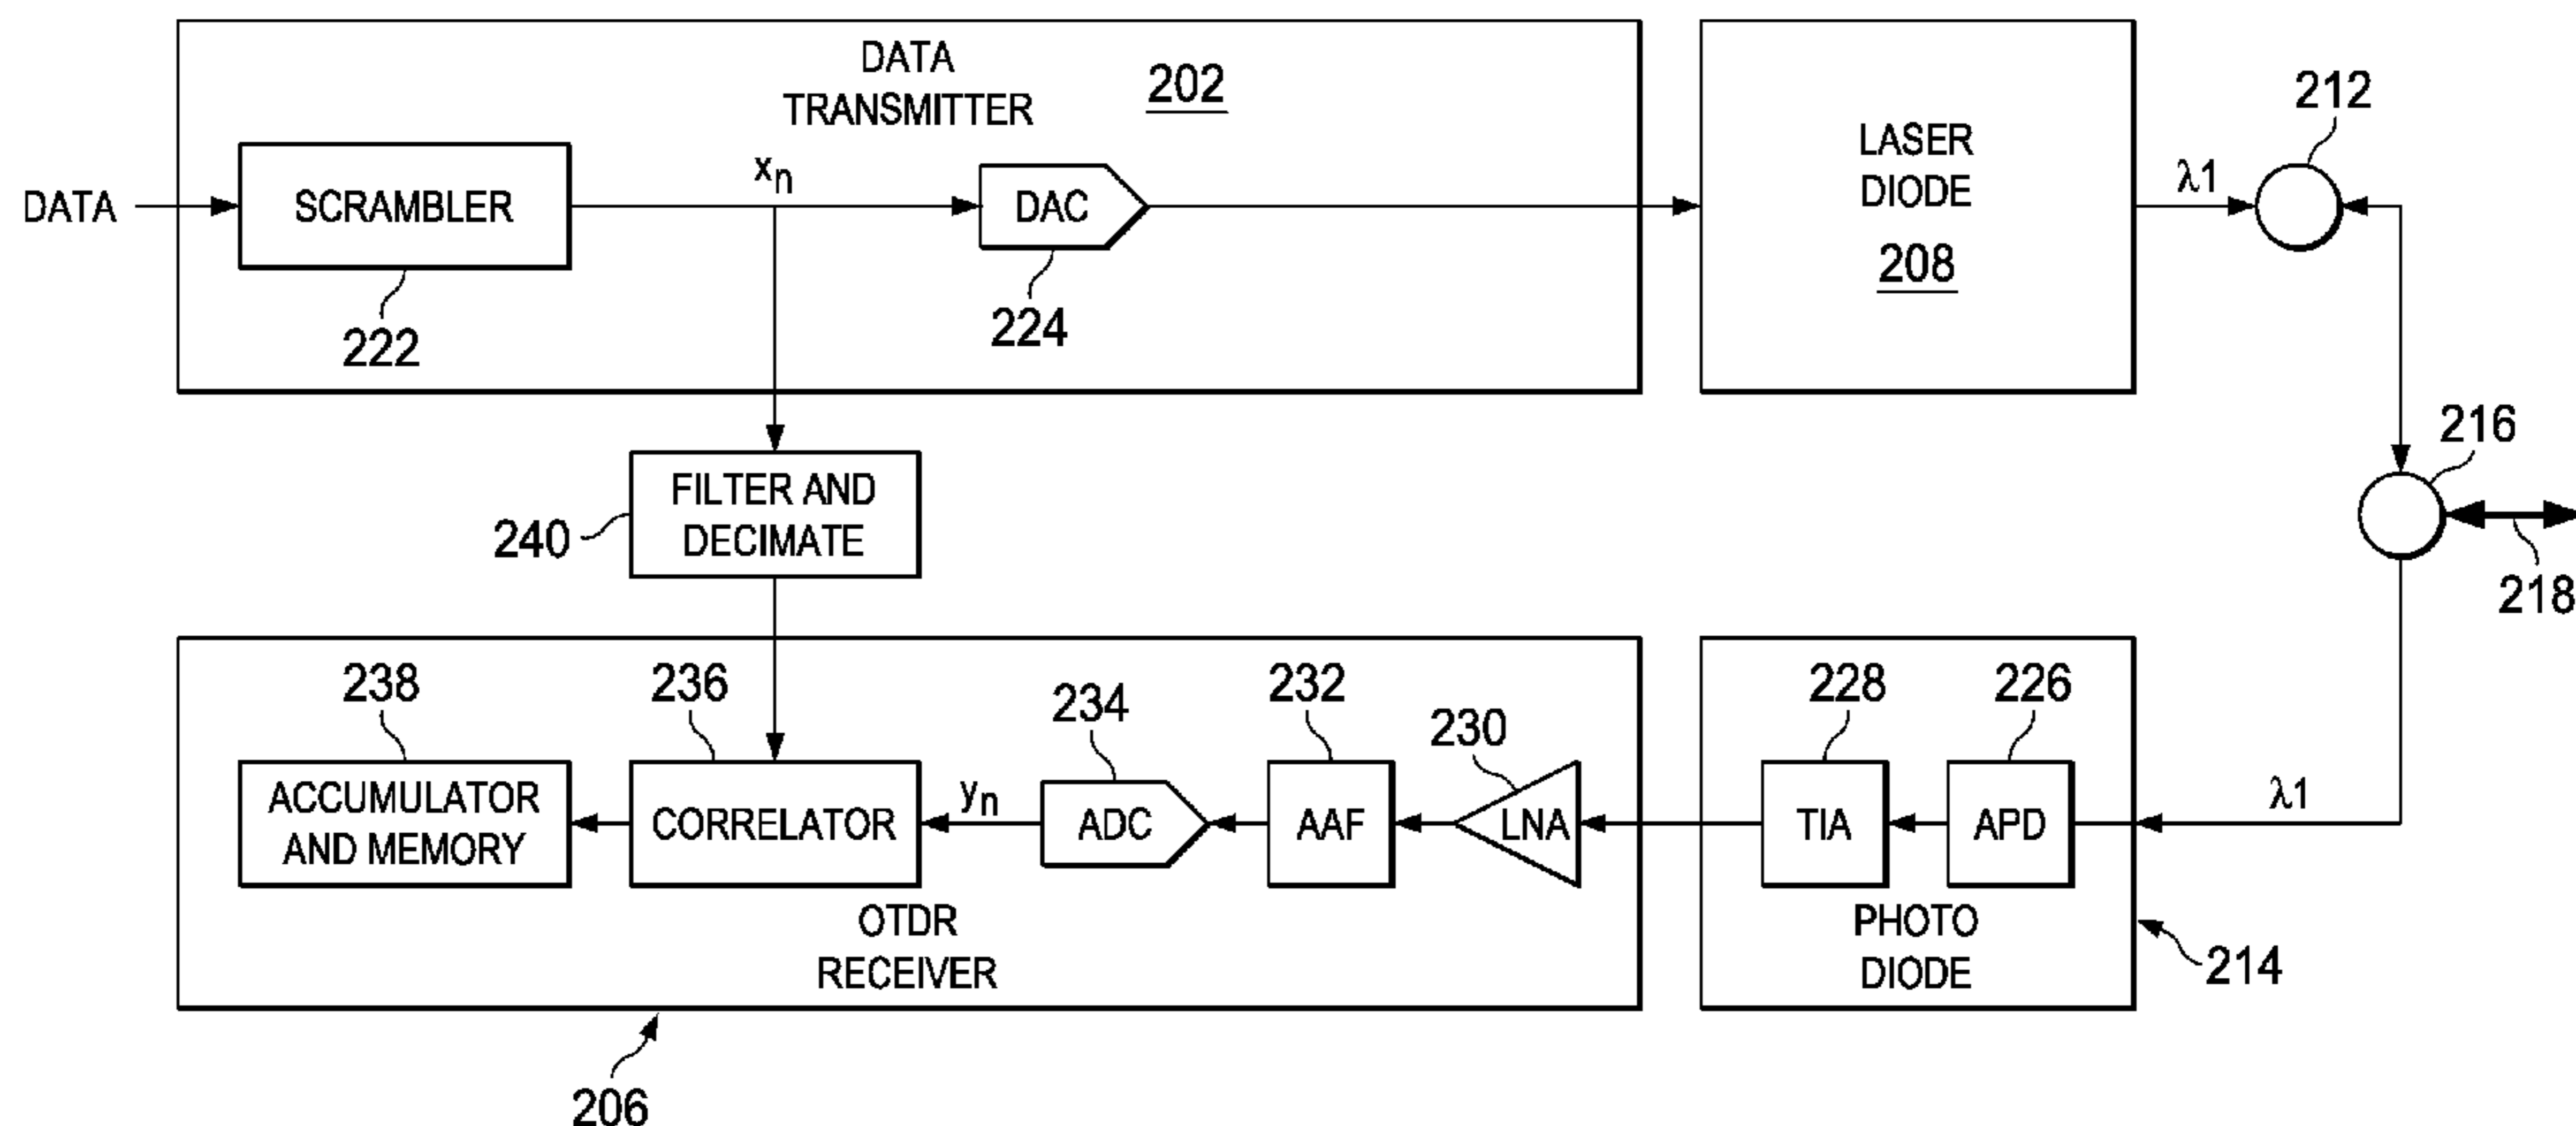 DATA
TRANSMITTER
202
DATA
SCRAMBLER
222
xn
DAC
224
LASER
DIODE
208
λ1
212
216
218
FILTER AND
DECIMATE
240
238
ACCUMULATOR
AND MEMORY
236
CORRELATOR
yn
234
ADC
232
AAF
230
LNA
OTDR
RECEIVER
206
228
TIA
226
APD
PHOTO
DIODE
λ1
214